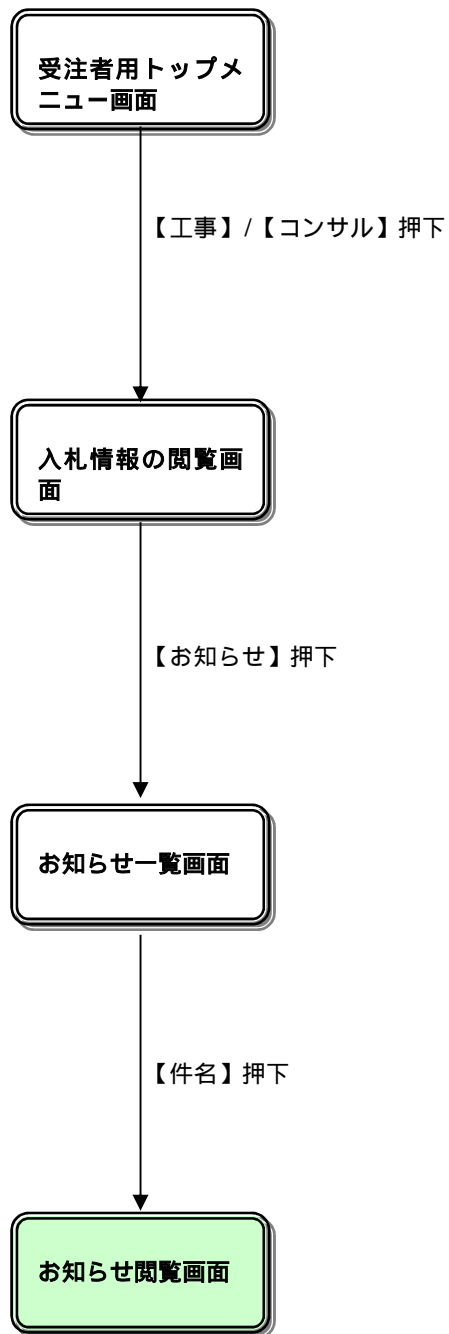 受注者用トップメ
ニュー画面
【工事】/【コンサル】押下
入札情報の閲覧画
面
【お知らせ】押下
お知らせ一覧画面
【件名】押下
お知らせ閲覧画面